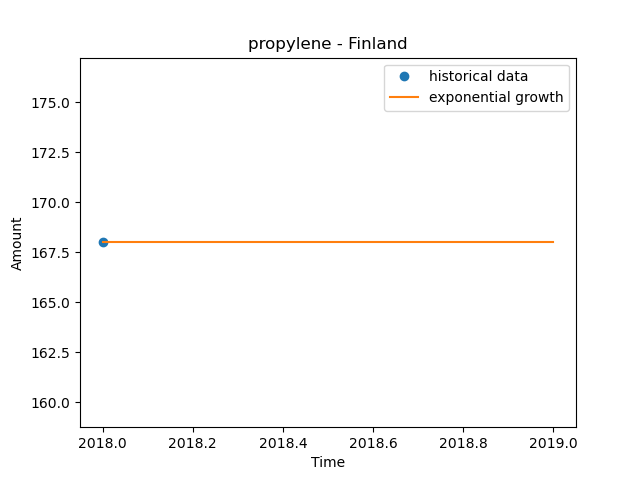 propylene - Finland
historical data
exponential growth
175.0
172.5
170.0
167.5
165.0
162.5
160.0
Amount
2018.0 2018.2 2018.4 2018.6 2018.8 2019.0
Time